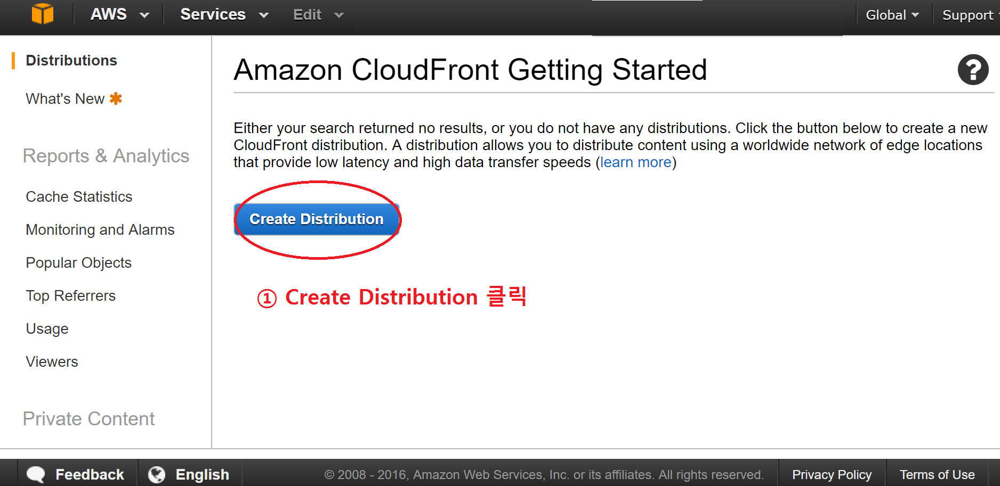 AWS Services Edit Global Support
Distributions
What's New ✱
Reports & Analytics
Cache Statistics
Monitoring and Alarms
Popular Objects
Top Referrers
Usage
Viewers
Private Content
Amazon CloudFront Getting Started
Either your search returned no results, or you do not have any distributions. Click the button below to create a new
CloudFront distribution. A distribution allows you to distribute content using a worldwide network of edge locations
that provide low latency and high data transfer speeds (learn more)
Create Distribution
① Create Distribution 클릭
Feedback English © 2008 - 2016, Amazon Web Services, Inc. or its affiliates. All rights reserved. Privacy Policy Terms of Use